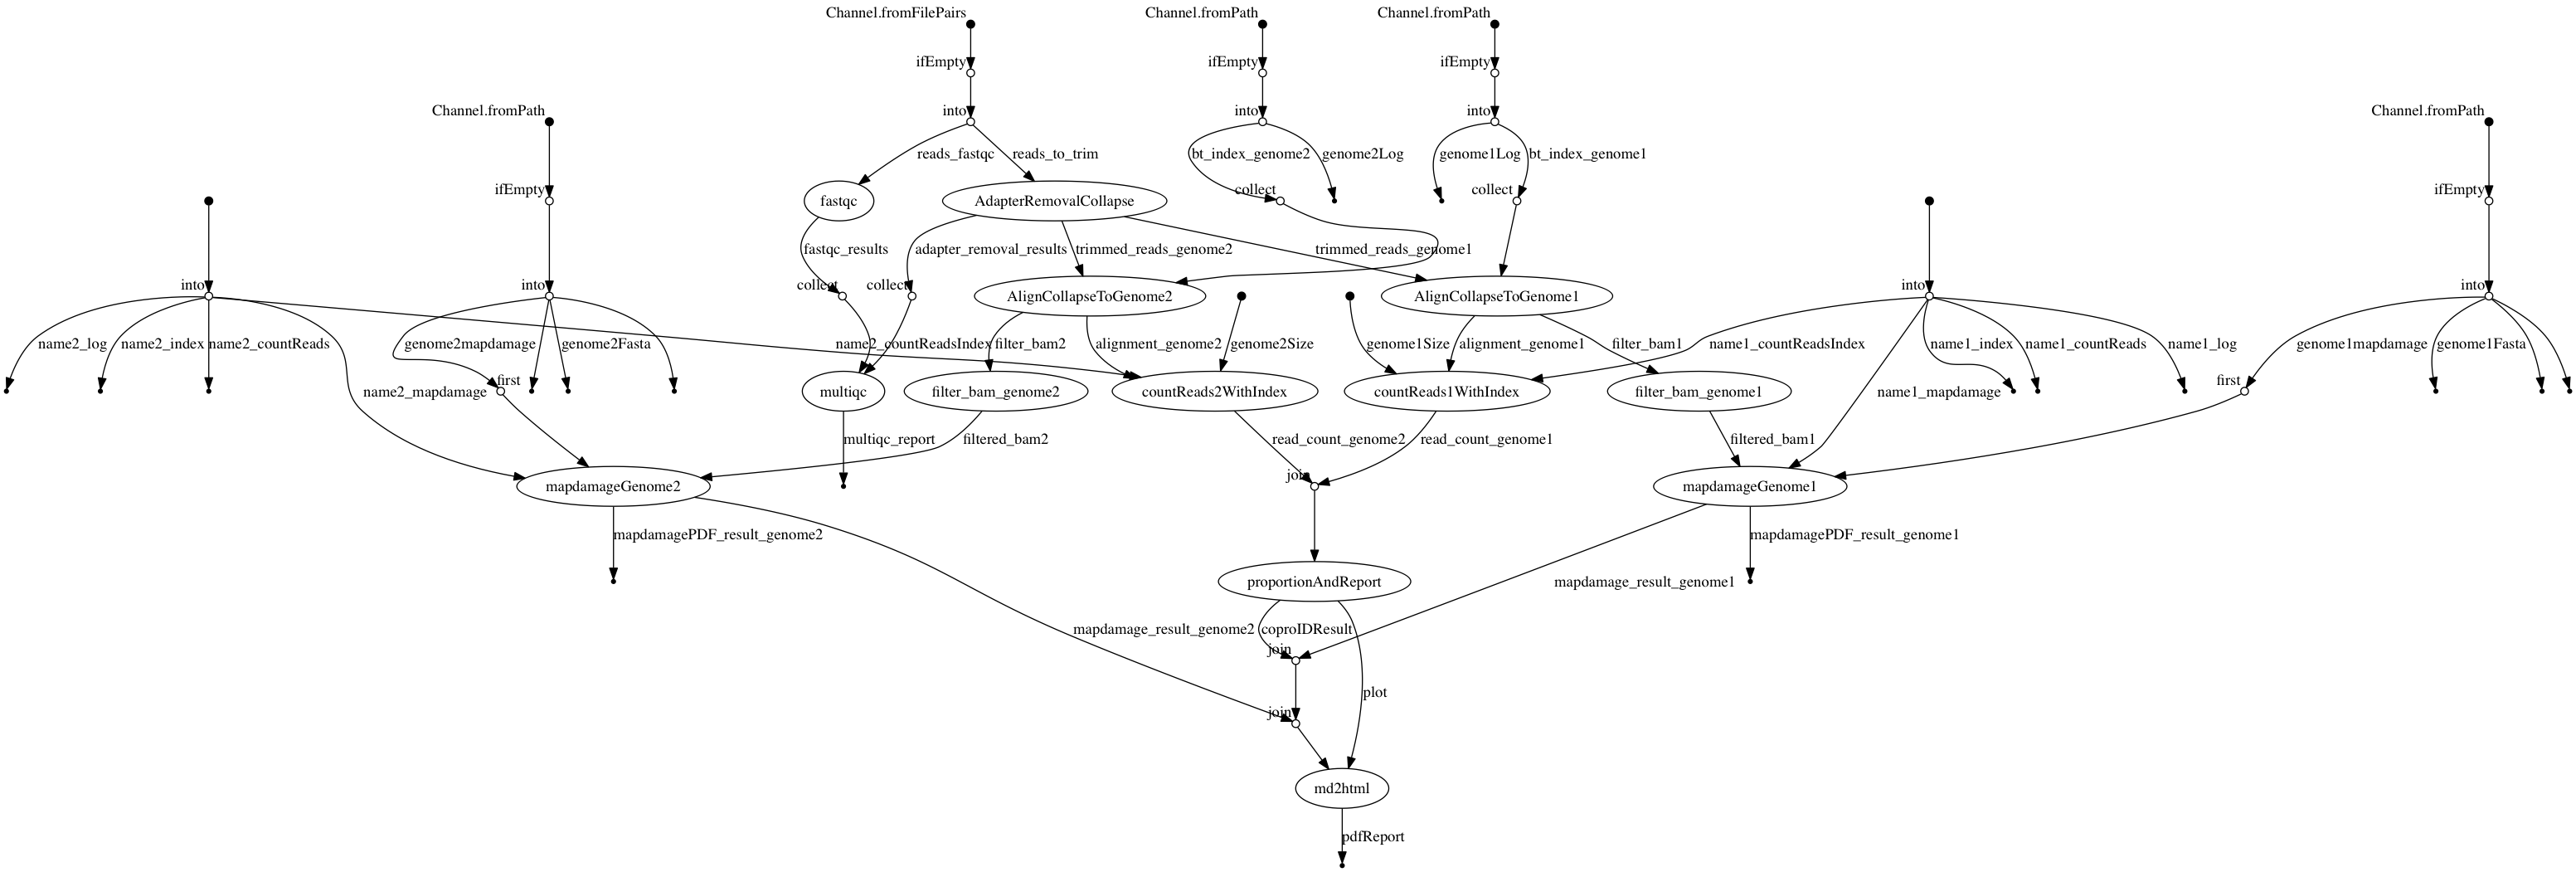 Channel.fromFilePairs
Channel.fromPath
Channel.fromPath
ifEmpty
ifEmpty
ifEmpty
Channel.fromPath
into
into
into
Channel.fromPath
reads_fastqc
reads_to_trim
bt_index_genome2
genome2Log
genome1Log
bt_index_genome1
ifEmpty
collect
collect
ifEmpty
fastqc
AdapterRemovalCollapse
fastqc_results
adapter_removal_results
trimmed_reads_genome2
trimmed_reads_genome1
into
into
collect
collect
into
into
AlignCollapseToGenome2
AlignCollapseToGenome1
name2_log
name2_index
name2_countReads
genome2mapdamage
genome2Fasta
name2_countReadsIndex
filter_bam2
alignment_genome2
genome2Size
genome1Size
alignment_genome1
filter_bam1
name1_countReadsIndex
name1_index
name1_countReads
name1_log
genome1mapdamage
genome1Fasta
first
first
name2_mapdamage
multiqc
filter_bam_genome2
countReads2WithIndex
countReads1WithIndex
filter_bam_genome1
name1_mapdamage
multiqc_report
filtered_bam2
read_count_genome2
read_count_genome1
filtered_bam1
join
mapdamageGenome2
mapdamageGenome1
mapdamagePDF_result_genome2
mapdamagePDF_result_genome1
proportionAndReport
mapdamage_result_genome1
mapdamage_result_genome2
coproIDResult
join
plot
join
md2html
pdfReport